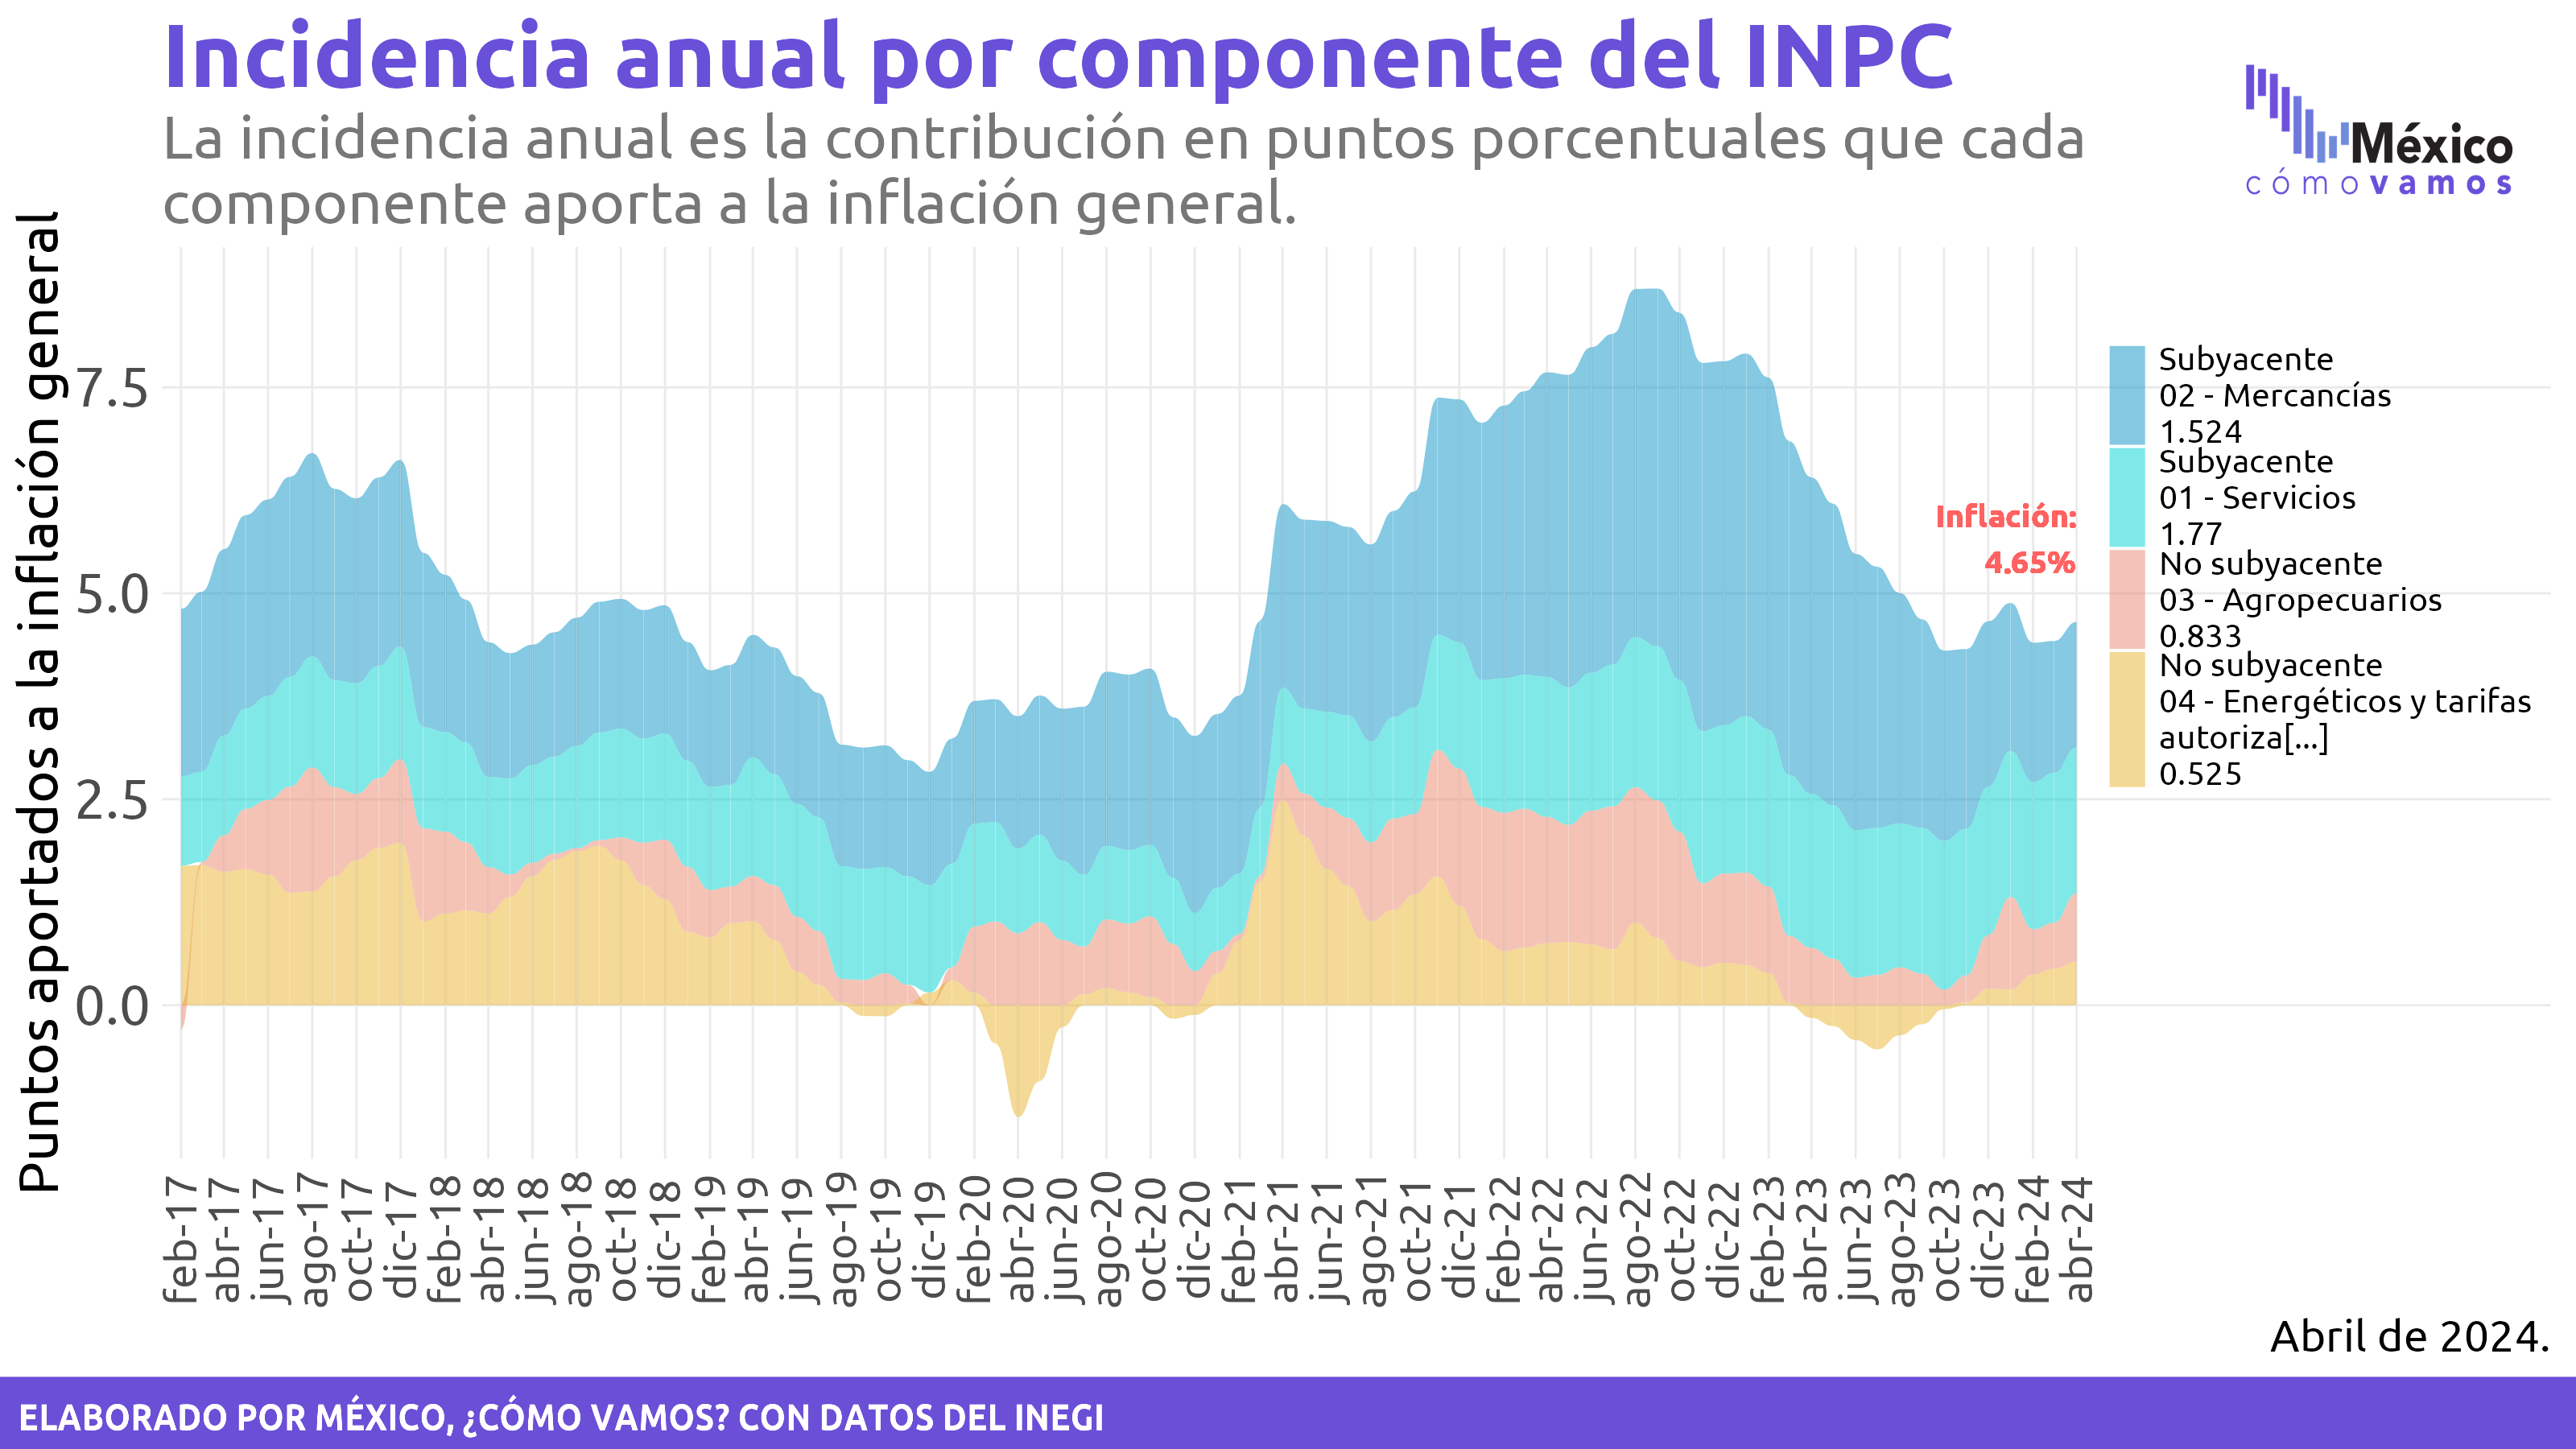 Incidencia anual por componente del INPC
La incidencia anual es la contribución en puntos porcentuales que cada
componente aporta a la inflación general.
México
cómovamos
Puntos aportados a la inflación general
7.5
5.0
2.5
0.0
Inflación:
4.65%
Subyacente
02 - Mercancías
1.524
Subyacente
01 - Servicios
1.77
No subyacente
03 - Agropecuarios
0.833
No subyacente
04 - Energéticos y tarifas
autoriza[...]
0.525
feb-17
abr-17
jun-17
ago-17
oct-17
dic-17
feb-18
abr-18
jun-18
ago-18
oct-18
dic-18
feb-19
abr-19
jun-19
ago-19
oct-19
dic-19
feb-20
abr-20
jun-20
ago-20
oct-20
dic-20
feb-21
abr-21
jun-21
ago-21
oct-21
dic-21
feb-22
abr-22
jun-22
ago-22
oct-22
dic-22
feb-23
abr-23
jun-23
ago-23
oct-23
dic-23
feb-24
abr-24
Abril de 2024.
ELABORADO POR MÉXICO, ¿CÓMO VAMOS? CON DATOS DEL INEGI